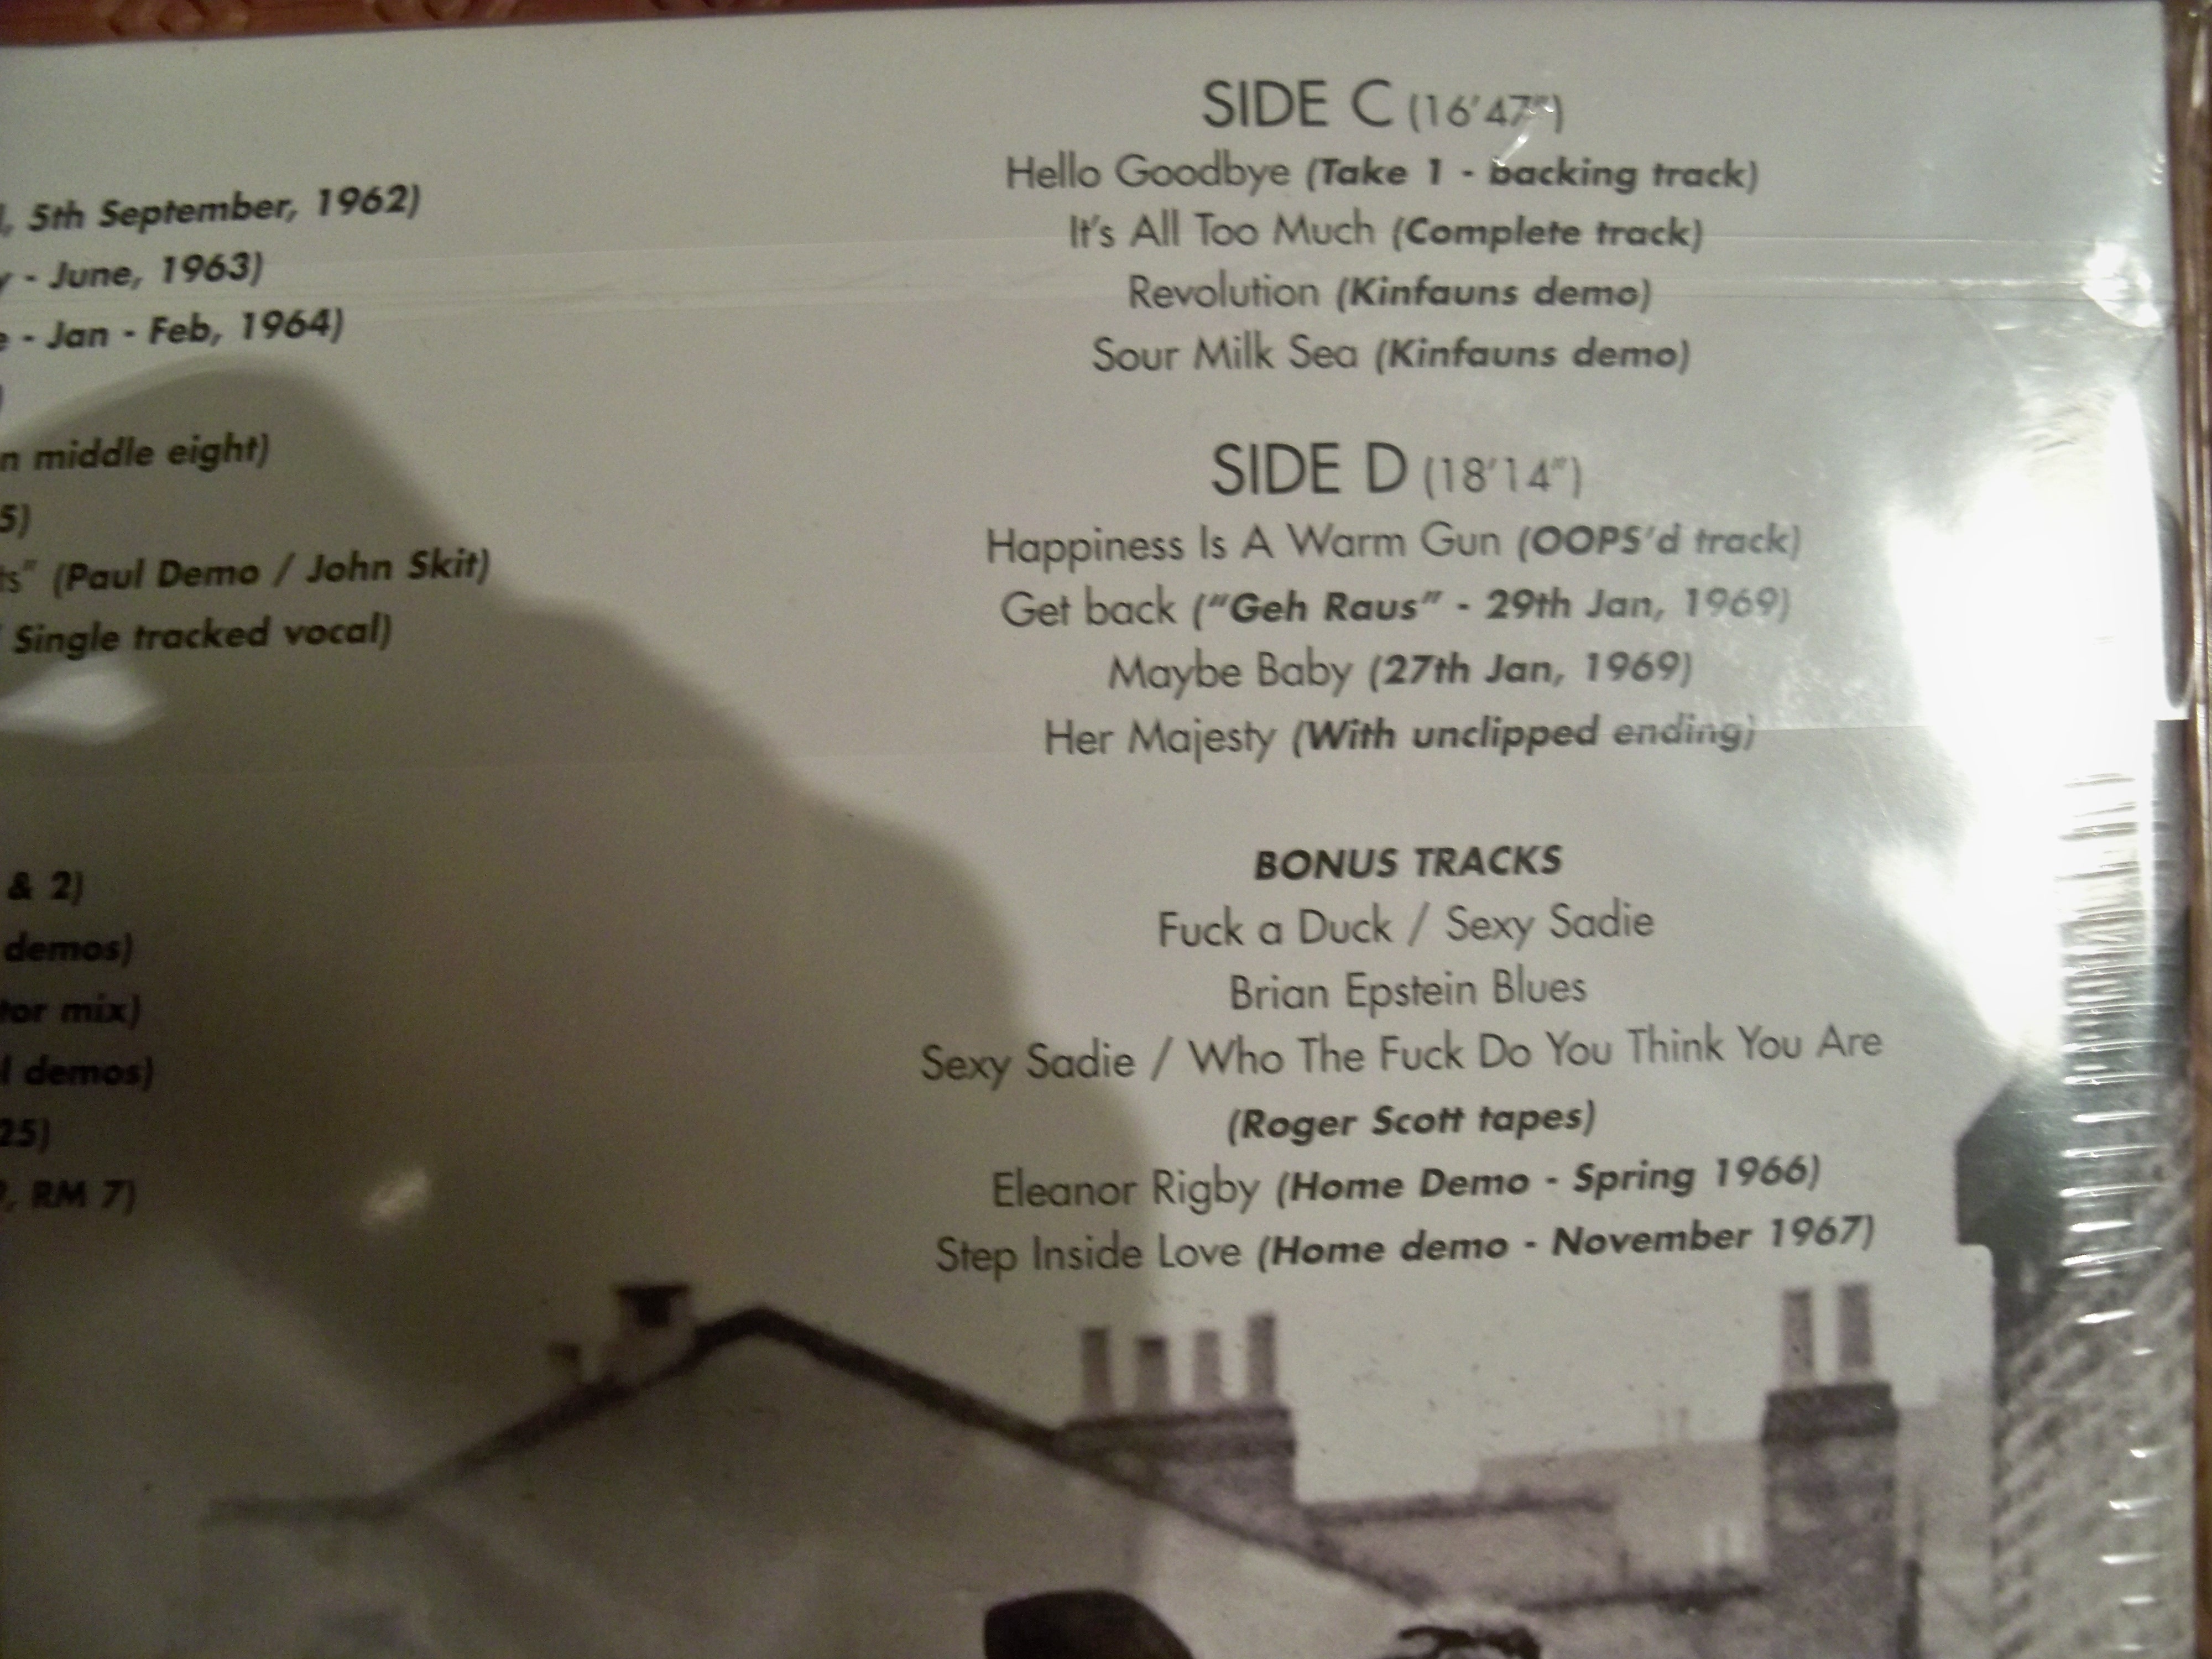 5th September, 1962)
- June, 1963)
- Jan - Feb, 1964)
)
middle eight)
5)
(Paul Demo / John Skit)
Single tracked vocal)
& 2)
demos)
mix)
demos)
25)
RM 7)
SIDE C (16'47")
Hello Goodbye (Take 1 - backing track)
It's All Too Much (Complete track)
Revolution (Kinfauns demo)
Sour Milk Sea (Kinfauns demo)
SIDE D (18'14")
Happiness Is A Warm Gun (OOPS'd track)
Get back ("Geh Raus" - 29th Jan, 1969)
Maybe Baby (27th Jan, 1969)
Her Majesty (With unclipped ending)
BONUS TRACKS
Fuck a Duck / Sexy Sadie
Brian Epstein Blues
Sexy Sadie / Who The Fuck Do You Think You Are
(Roger Scott tapes)
Eleanor Rigby (Home Demo - Spring 1966)
Step Inside Love (Home demo - November 1967)